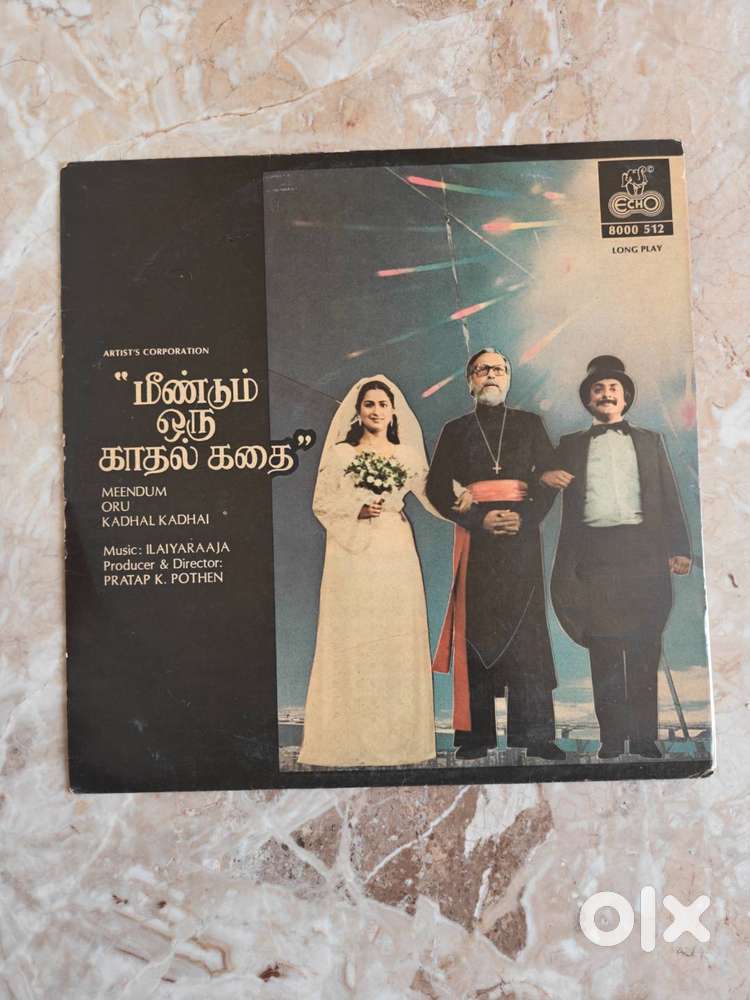 ECHO
8000 512
LONG PLAY
ARTIST'S CORPORATION
"மீண்டும்
ஒரு
காதல் கதை"
MEENDUM
ORU
KADHAL KADHAI
Music: ILAIYARAAJA
Producer & Director:
PRATAP K. POTHEN
olx